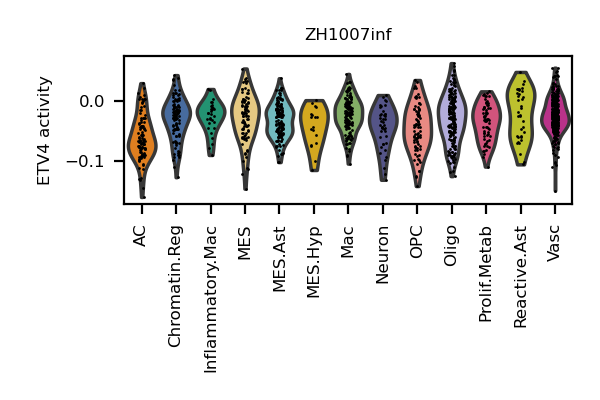 ZH1007inf
ETV4 activity
0.0
−0.1
AC
Chromatin.Reg
Inflammatory.Mac
MES
MES.Ast
MES.Hyp
Mac
Neuron
OPC
Oligo
Prolif.Metab
Reactive.Ast
Vasc